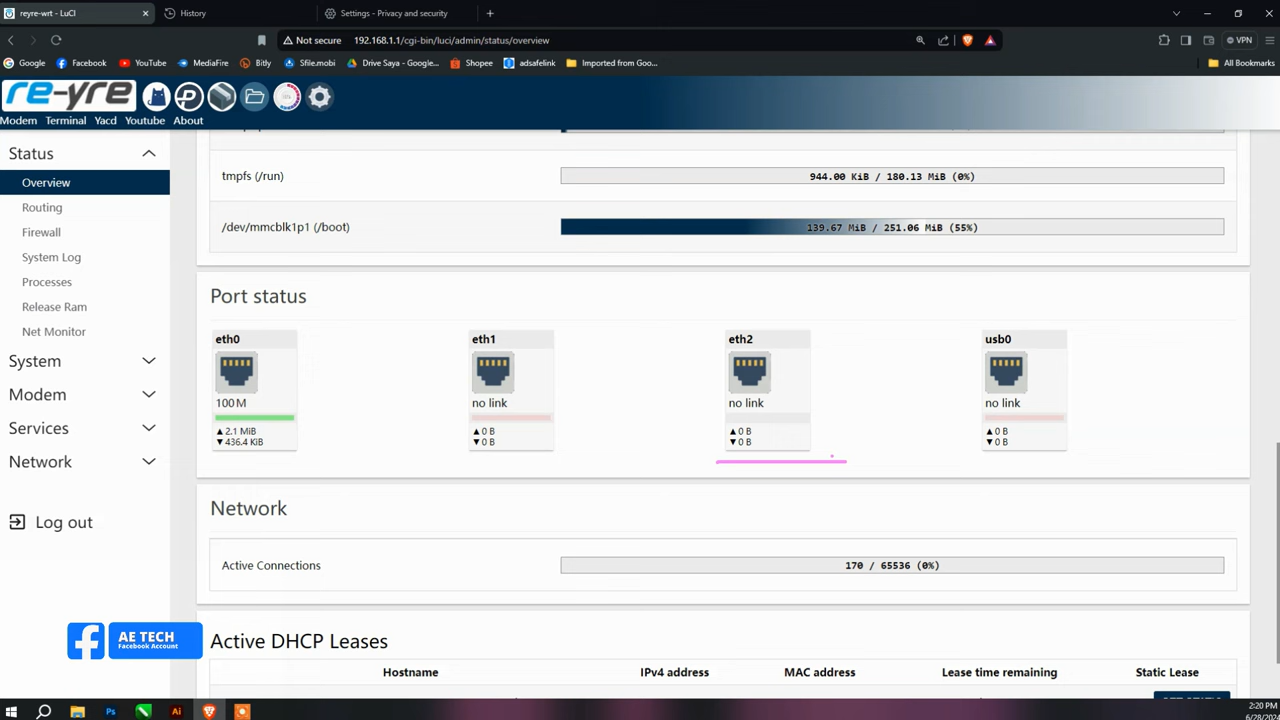 reyre-wrt - LuCI
History
Settings - Privacy and security
Not secure
192.168.1.1/cgi-bin/luci/admin/status/overview
VPN
Google
Facebook
YouTube
MediaFire
Bitly
Sfile.mobi
Drive Saya - Google...
Shopee
adsafelink
Imported from Goo...
All Bookmarks
re-yre
Modem
Terminal
Yacd
Youtube
About
Status
Overview
Routing
Firewall
System Log
Processes
Release Ram
Net Monitor
System
Modem
Services
Network
Log out
tmpfs (/run)
944.00 KiB / 180.13 MiB (0%)
/dev/mmcblk1p1 (/boot)
139.67 MiB / 251.06 MiB (55%)
Port status
eth0
100 M
▲ 2.1 MiB
▼ 436.4 KiB
eth1
no link
▲ 0 B
▼ 0 B
eth2
no link
▲ 0 B
▼ 0 B
usb0
no link
▲ 0 B
▼ 0 B
Network
Active Connections
170 / 65536 (0%)
Active DHCP Leases
Hostname
IPv4 address
MAC address
Lease time remaining
Static Lease
AE TECH
Facebook Account
Ps
Ai
2:20 PM